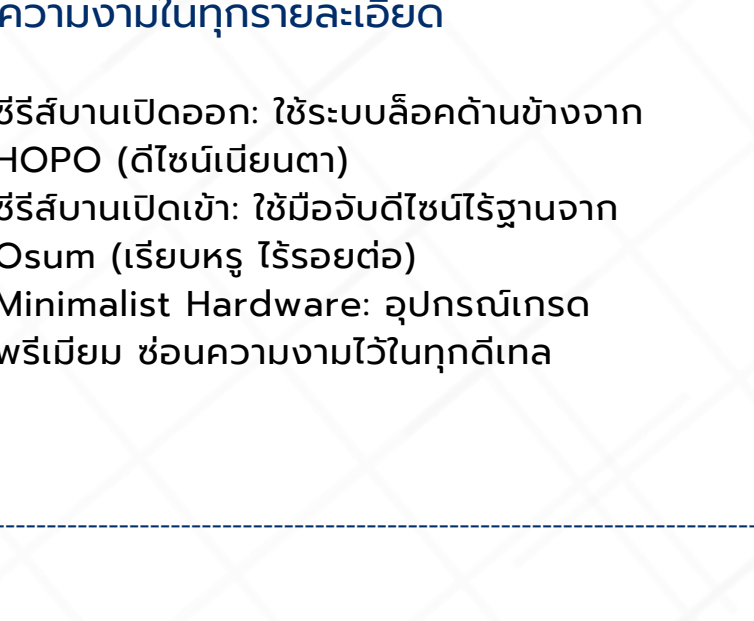 ความงามในทุกรายละเอียด
ซีรีส์บานเปิดออก: ใช้ระบบล็อคด้านข้างจาก
HOPO (ดีไซน์เนียนตา)
ซีรีส์บานเปิดเข้า: ใช้มือจับดีไซน์ไร้ฐานจาก
Osum (เรียบหรู ไร้รอยต่อ)
Minimalist Hardware: อุปกรณ์เกรด
พรีเมียม ซ่อนความงามไว้ในทุกดีเทล